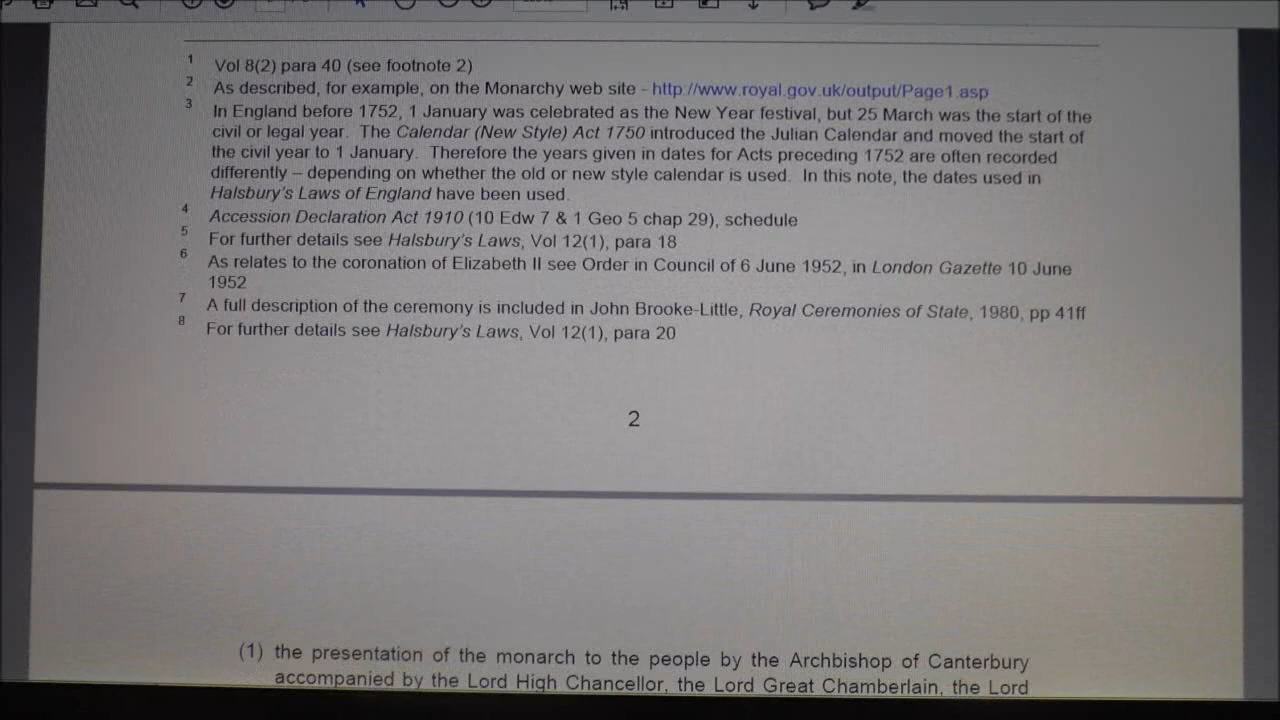 1 Vol 8(2) para 40 (see footnote 2)
2 As described, for example, on the Monarchy web site - http://www.royal.gov.uk/output/Page1.asp
3 In England before 1752, 1 January was celebrated as the New Year festival, but 25 March was the start of the
civil or legal year. The Calendar (New Style) Act 1750 introduced the Julian Calendar and moved the start of
the civil year to 1 January. Therefore the years given in dates for Acts preceding 1752 are often recorded
differently – depending on whether the old or new style calendar is used. In this note, the dates used in
Halsbury's Laws of England have been used.
4 Accession Declaration Act 1910 (10 Edw 7 & 1 Geo 5 chap 29), schedule
5 For further details see Halsbury's Laws, Vol 12(1), para 18
6 As relates to the coronation of Elizabeth II see Order in Council of 6 June 1952, in London Gazette 10 June
1952
7 A full description of the ceremony is included in John Brooke-Little, Royal Ceremonies of State, 1980, pp 41ff
8 For further details see Halsbury's Laws, Vol 12(1), para 20
2
(1) the presentation of the monarch to the people by the Archbishop of Canterbury
accompanied by the Lord High Chancellor, the Lord Great Chamberlain, the Lord